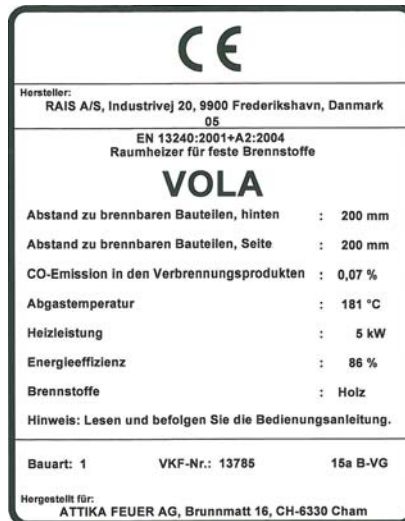 CE
Hersteller:
RAIS A/S, Industrivej 20, 9900 Frederikshavn, Danmark
05
EN 13240:2001+A2:2004
Raumheizer für feste Brennstoffe
VOLA
Abstand zu brennbaren Bauteilen, hinten : 200 mm
Abstand zu brennbaren Bauteilen, Seite : 200 mm
CO-Emission in den Verbrennungsprodukten : 0,07 %
Abgastemperatur : 181 °C
Heizleistung : 5 kW
Energieeffizienz : 86 %
Brennstoffe : Holz
Hinweis: Lesen und befolgen Sie die Bedienungsanleitung.
Bauart: 1 VKF-Nr.: 13785 15a B-VG
Hergestellt für:
ATTIKA FEUER AG, Brunnmatt 16, CH-6330 Cham